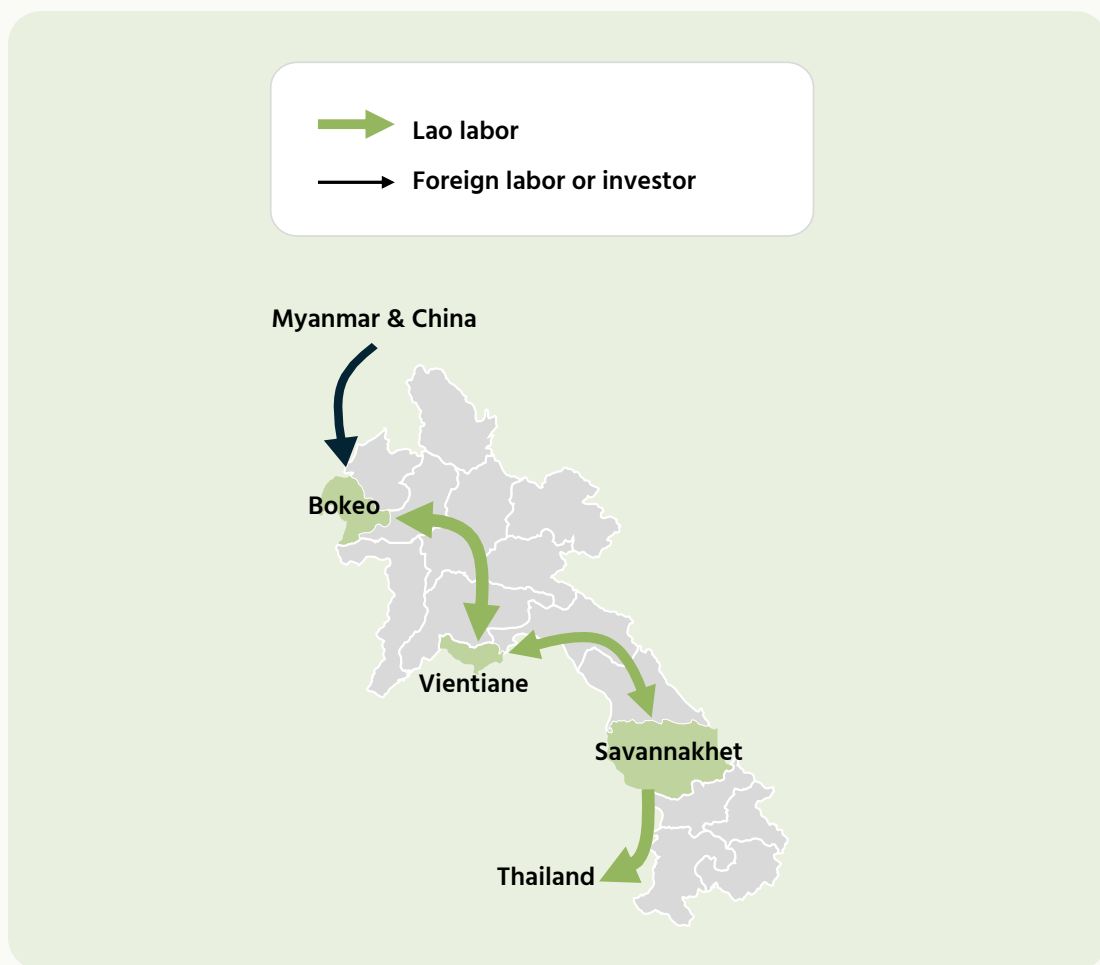 Lao labor
Foreign labor or investor
Myanmar & China
Bokeo
Vientiane
Savannakhet
Thailand